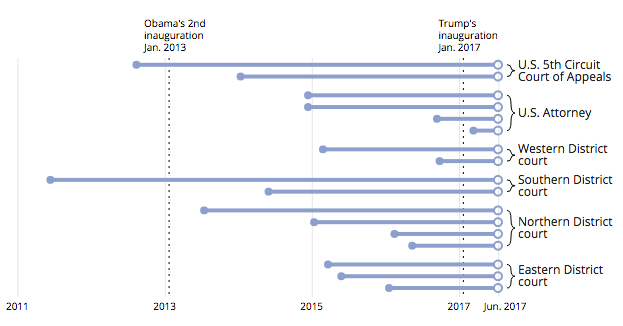 Obama's 2nd
inauguration
Jan. 2013
Trump's
inauguration
Jan. 2017
U.S. 5th Circuit
Court of Appeals
U.S. Attorney
Western District
court
Southern District
court
Northern District
court
Eastern District
court
2011
2013
2015
2017
Jun. 2017